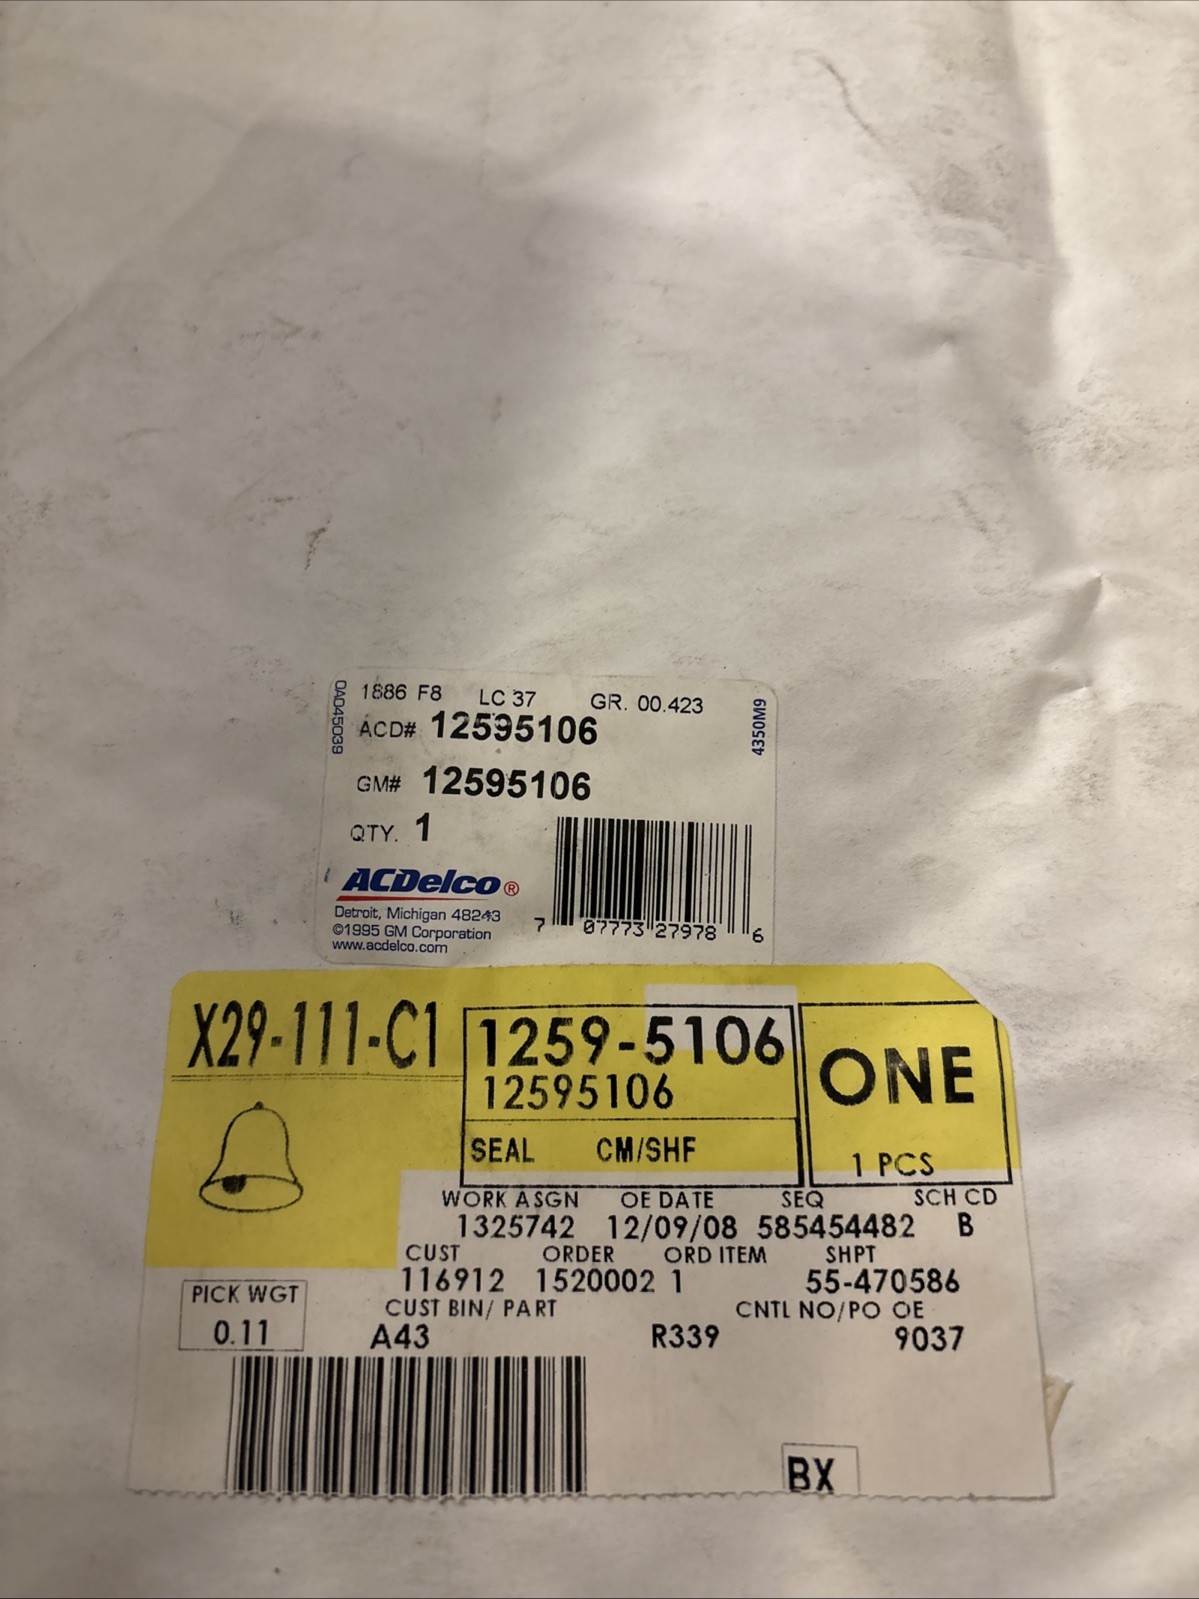 OAD45039
1886 F8 LC 37 GR. 00.423
4350M9
ACD# 12595106
GM# 12595106
QTY. 1
ACDelco®
Detroit, Michigan 48243
©1995 GM Corporation
www.acdelco.com
7 07773 27978 6
X29-111-C1
1259-5106
12595106
ONE
SEAL CM/SHF
1 PCS
WORK ASGN OE DATE SEQ SCH CD
1325742 12/09/08 585454482 B
CUST ORDER ORD ITEM SHPT
116912 1520002 1 55-470586
PICK WGT
0.11
CUST BIN/ PART CNTL NO/PO OE
A43 R339 9037
BX